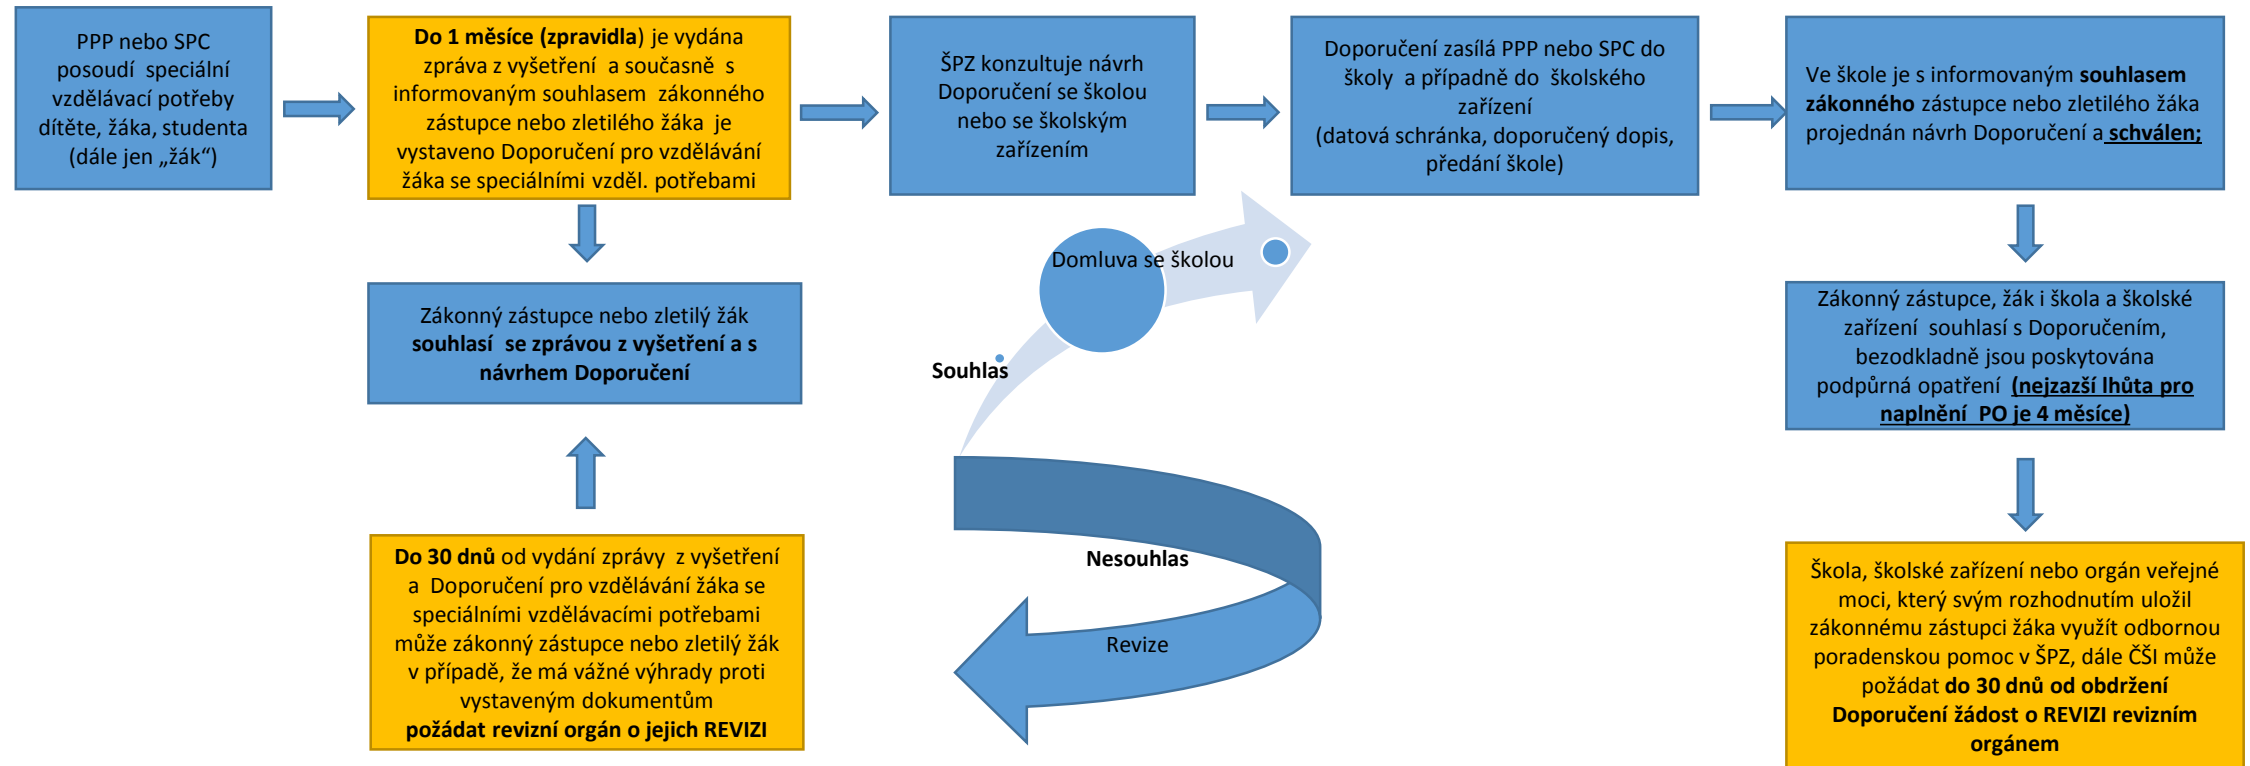 PPP nebo SPC
posoudí speciální
vzdělávací potřeby
dítěte, žáka, studenta
(dále jen „žák“)
Do 1 měsíce (zpravidla) je vydána
zpráva z vyšetření a současně s
informovaným souhlasem zákonného
zástupce nebo zletilého žáka je
vystaveno Doporučení pro vzdělávání
žáka se speciálními vzděl. potřebami
ŠPZ konzultuje návrh
Doporučení se školou
nebo se školským
zařízením
Doporučení zasílá PPP nebo SPC do
školy a případně do školského
zařízení
(datová schránka, doporučený dopis,
předání škole)
Ve škole je s informovaným souhlasem
zákonného zástupce nebo zletilého žáka
projednán návrh Doporučení a schválen;
Zákonný zástupce nebo zletilý žák
souhlasí se zprávou z vyšetření a s
návrhem Doporučení
Domluva se školou
Souhlas
Zákonný zástupce, žák i škola a školské
zařízení souhlasí s Doporučením,
bezodkladně jsou poskytována
podpůrná opatření (nejzazší lhůta pro
naplnění PO je 4 měsíce)
Do 30 dnů od vydání zprávy z vyšetření
a Doporučení pro vzdělávání žáka se
speciálními vzdělávacími potřebami
může zákonný zástupce nebo zletilý žák
v případě, že má vážné výhrady proti
vystaveným dokumentům
požádat revizní orgán o jejich REVIZI
Nesouhlas
Revize
Škola, školské zařízení nebo orgán veřejné
moci, který svým rozhodnutím uložil
zákonnému zástupci žáka využít odbornou
poradenskou pomoc v ŠPZ, dále ČŠI může
požádat do 30 dnů od obdržení
Doporučení žádost o REVIZI revizním
orgánem